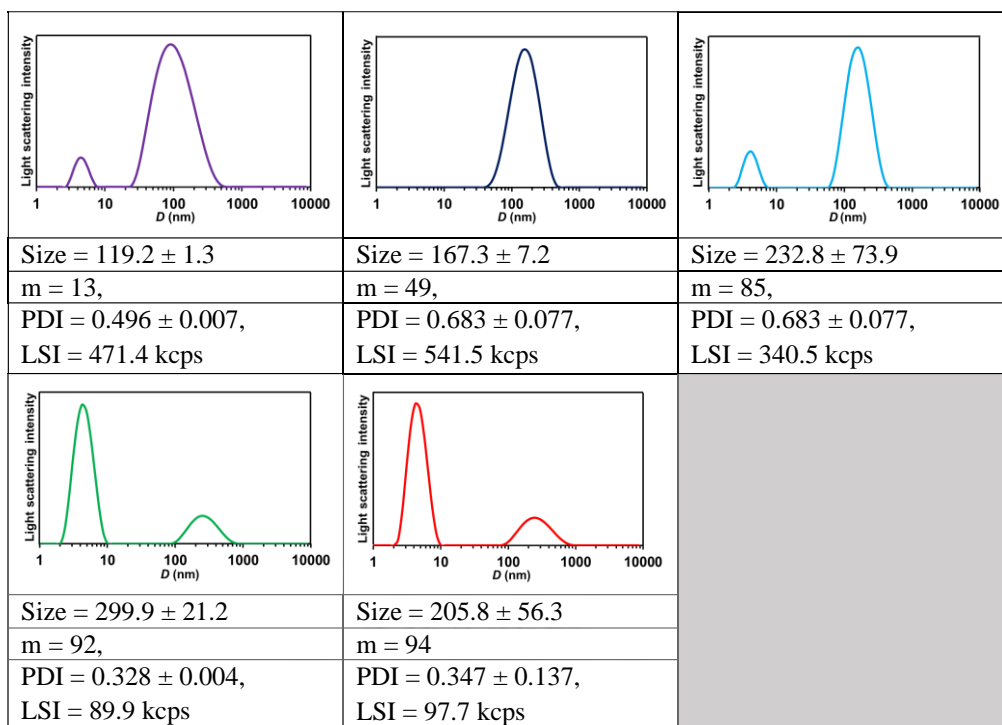 Light scattering intensity
1 10 100 1000 10000
D (nm)
Light scattering intensity
1 10 100 1000 10000
D (nm)
Light scattering intensity
1 10 100 1000 10000
D (nm)
Size = 119.2 ± 1.3
Size = 167.3 ± 7.2
Size = 232.8 ± 73.9
m = 13,
m = 49,
m = 85,
PDI = 0.496 ± 0.007,
LSI = 471.4 kcps
PDI = 0.683 ± 0.077,
LSI = 541.5 kcps
PDI = 0.683 ± 0.077,
LSI = 340.5 kcps
Light scattering intensity
1 10 100 1000 10000
D (nm)
Light scattering intensity
1 10 100 1000 10000
D (nm)
Size = 299.9 ± 21.2
Size = 205.8 ± 56.3
m = 92,
m = 94
PDI = 0.328 ± 0.004,
LSI = 89.9 kcps
PDI = 0.347 ± 0.137,
LSI = 97.7 kcps